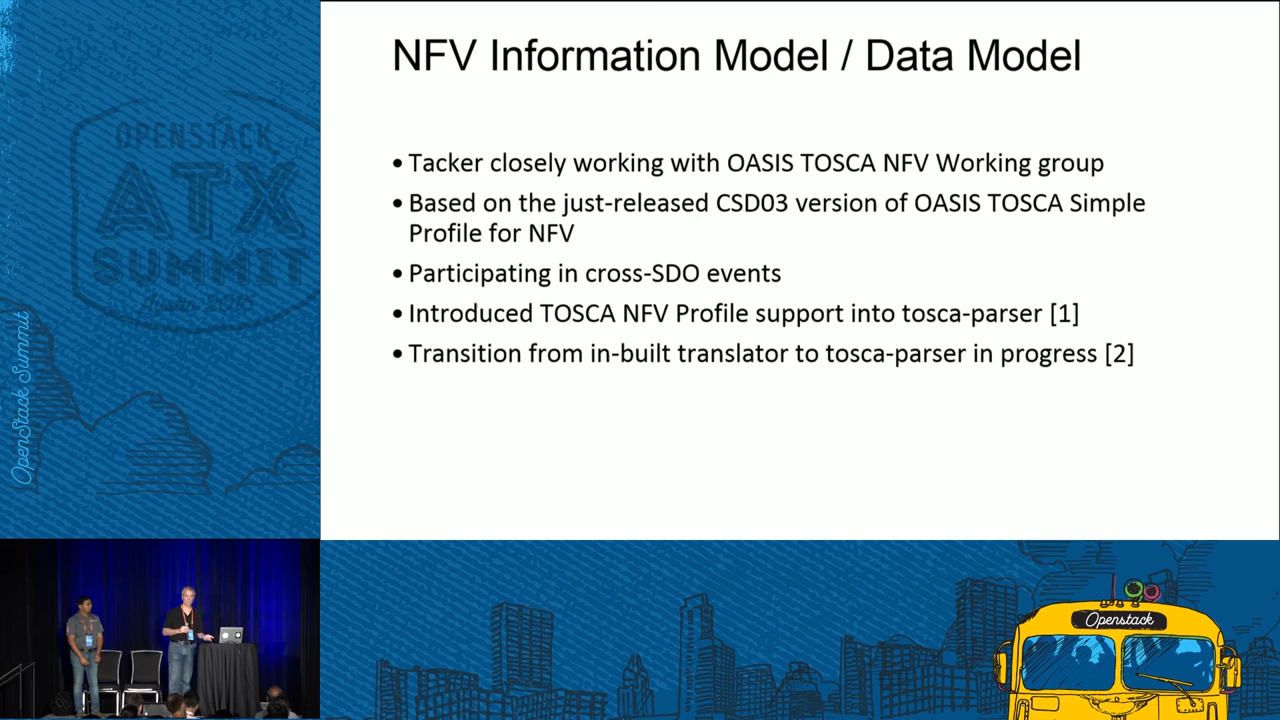 NFV Information Model / Data Model
• Tacker closely working with OASIS TOSCA NFV Working group
• Based on the just-released CSD03 version of OASIS TOSCA Simple
Profile for NFV
• Participating in cross-SDO events
• Introduced TOSCA NFV Profile support into tosca-parser [1]
• Transition from in-built translator to tosca-parser in progress [2]
OPENSTACK
ATX
SUMMIT
Austin 2016
OpenStack Summit
Openstack